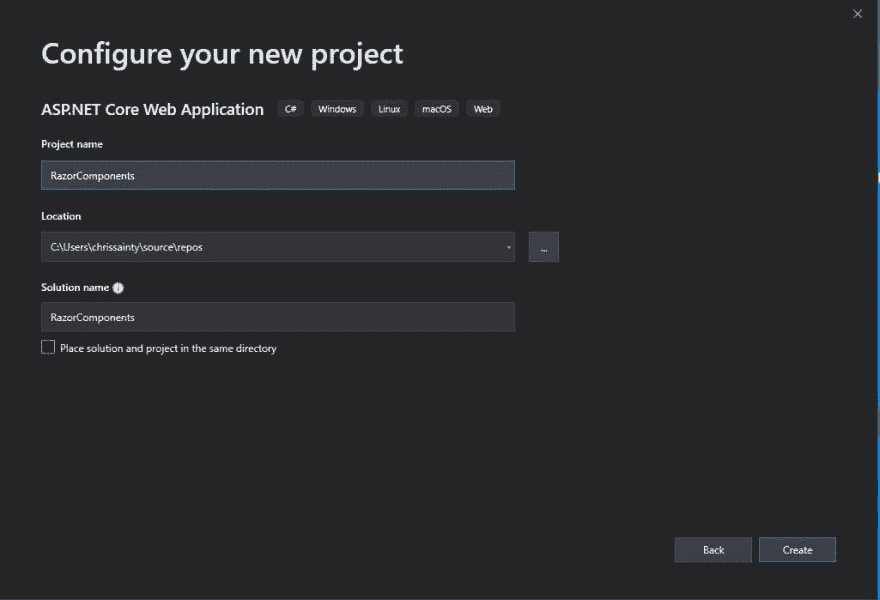 Configure your new project
ASP.NET Core Web Application C# Windows Linux macOS Web
Project name
RazorComponents
Location
C:\Users\chrissainty\source\repos
...
Solution name
RazorComponents
Place solution and project in the same directory
Back Create